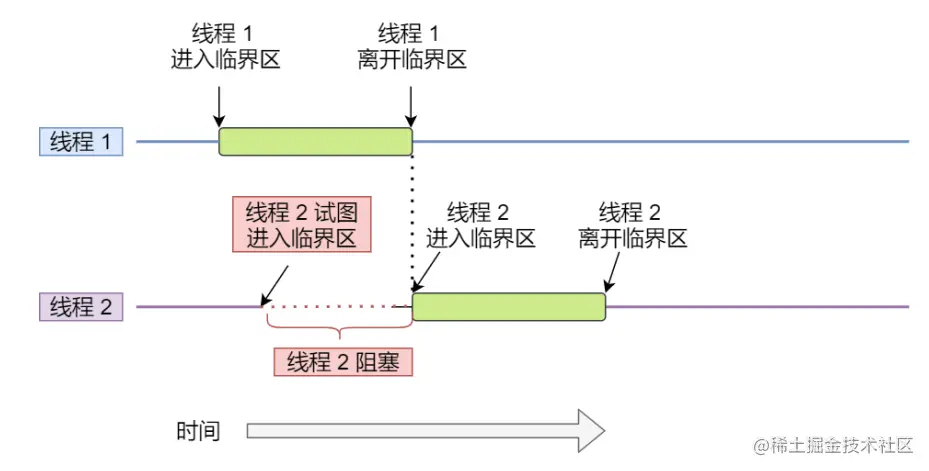 线程 1
进入临界区
线程 1
离开临界区
线程 1
线程 2 试图
进入临界区
线程 2
进入临界区
线程 2
离开临界区
线程 2
线程 2 阻塞
时间
@稀土掘金技术社区